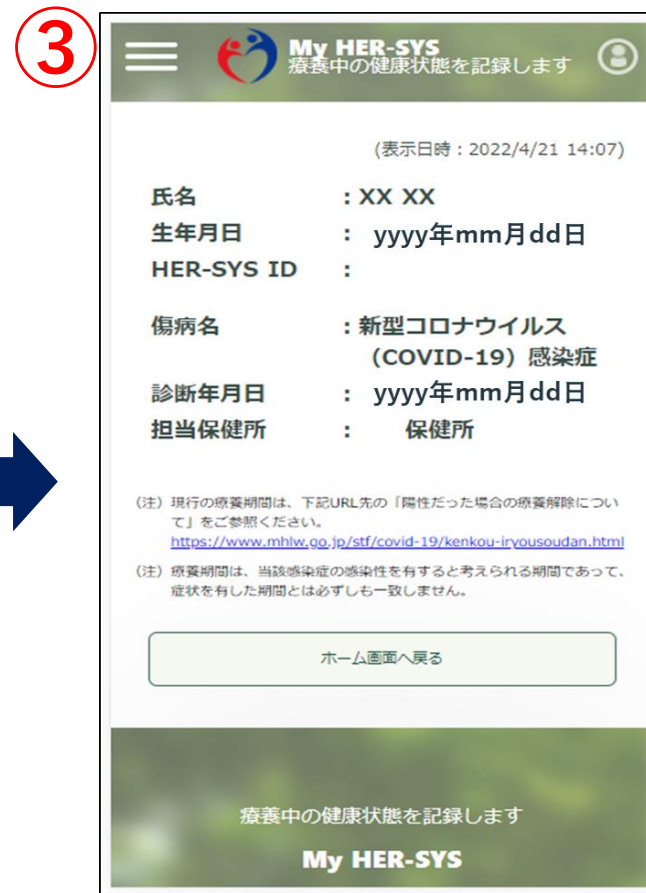 ③
My HER-SYS
療養中の健康状態を記録します
(表示日時：2022/4/21 14:07)
氏名 ：XX XX
生年月日 ： yyyy年mm月dd日
HER-SYS ID ：
傷病名 ：新型コロナウイルス
（COVID-19）感染症
診断年月日 ： yyyy年mm月dd日
担当保健所 ： 保健所
（注）現行の療養期間は、下記URL先の「陽性だった場合の療養解除につい
て」をご参照ください。
https://www.mhlw.go.jp/stf/covid-19/kenkou-iryousoudan.html
（注）療養期間は、当該感染症の感染性を有すると考えられる期間であって、
症状を有した期間とは必ずしも一致しません。
ホーム画面へ戻る
療養中の健康状態を記録します
My HER-SYS